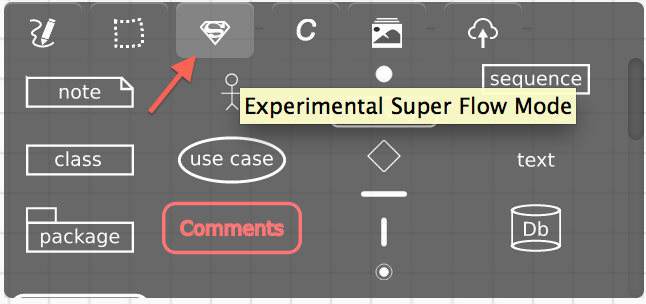 C
note
sequence
Experimental Super Flow Mode
class
use case
text
package
Comments
Db